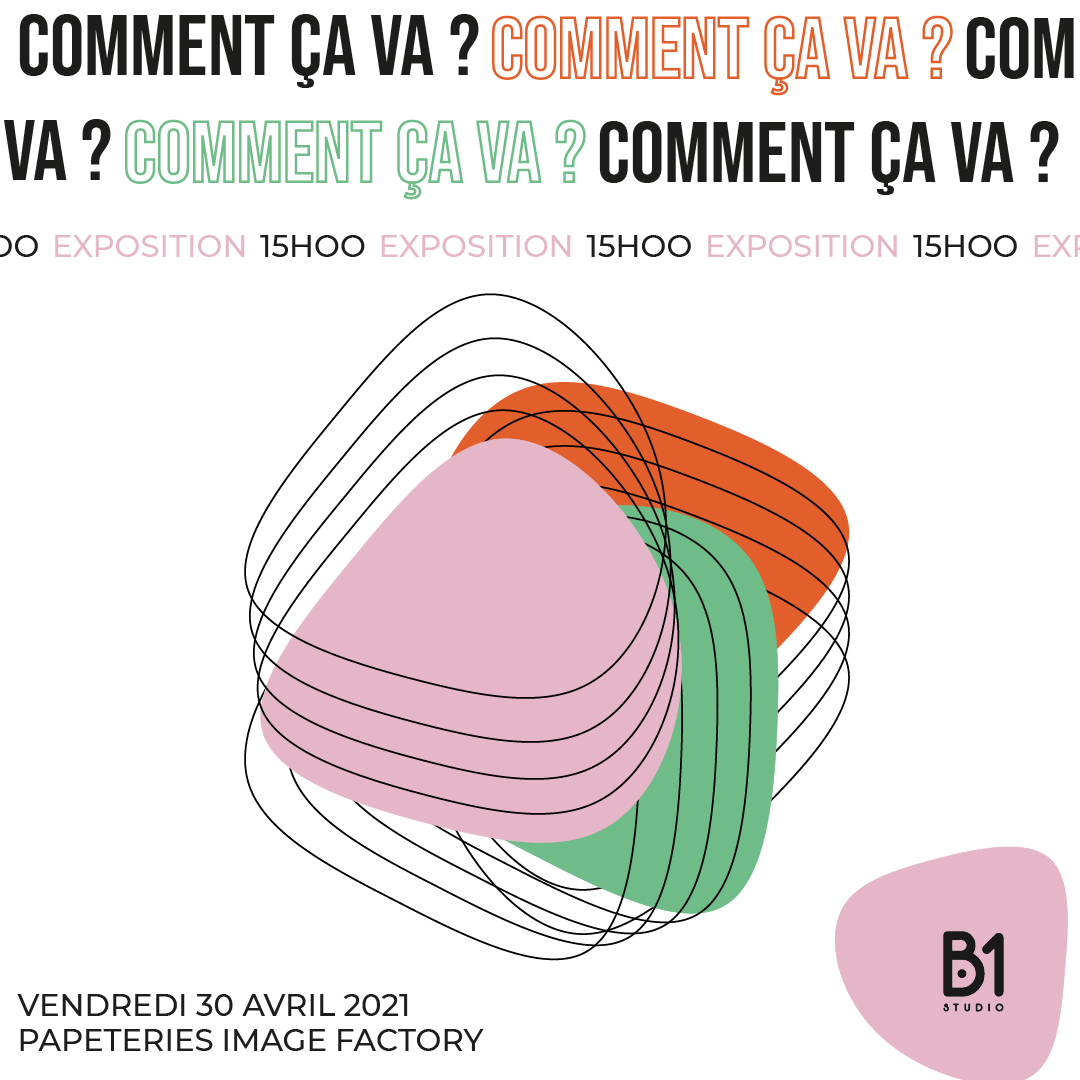 COMMENT ÇA VA ? COMMENT ÇA VA ? COM
VA ? COMMENT ÇA VA ? COMMENT ÇA VA ?
OO EXPOSITION 15HOO EXPOSITION 15HOO EXPOSITION 15HOO EXP
VENDREDI 30 AVRIL 2021
PAPETERIES IMAGE FACTORY
B1
STUDIO